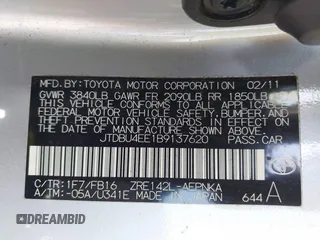 MFD. BY: TOYOTA MOTOR CORPORATION 02/11
GVWR 3840LB GAWR FR 2090LB RR 1850LB
THIS VEHICLE CONFORMS TO ALL APPLICABLE
FEDERAL MOTOR VEHICLE SAFETY,
BUMPER, AND THEFT PREVENTION STANDARDS
IN EFFECT ON THE DATE OF
MANUFACTURE SHOWN ABOVE.
JTDBU4EE1B9137620 PASS.CAR
C/TR: 1F7/FB16 ZRE142L-AEPNKA
A/TM: -05A/U341E MADE IN JAPAN 644 A
DREAMBID
DREAMBID.COM